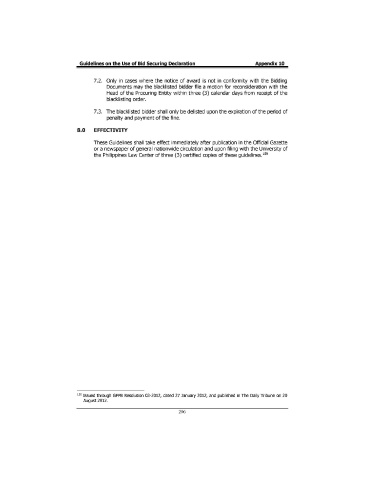 Guidelines on the Use of Bid Securing Declaration Appendix 10
7.2. Only in cases where the notice of award is not in conformity with the Bidding
Documents may the blacklisted bidder file a motion for reconsideration with the
Head of the Procuring Entity within three (3) calendar days from receipt of the
blacklisting order.
7.3. The blacklisted bidder shall only be delisted upon the expiration of the period of
penalty and payment of the fine.
8.0 EFFECTIVITY
These Guidelines shall take effect immediately after publication in the Official Gazette
or a newspaper of general nationwide circulation and upon filing with the University of
the Philippines Law Center of three (3) certified copies of these guidelines.
Issued through GPPB Resolution 03-2012, dated 27 January 2012, and published in The Daily Tribune on 20
August 2012.